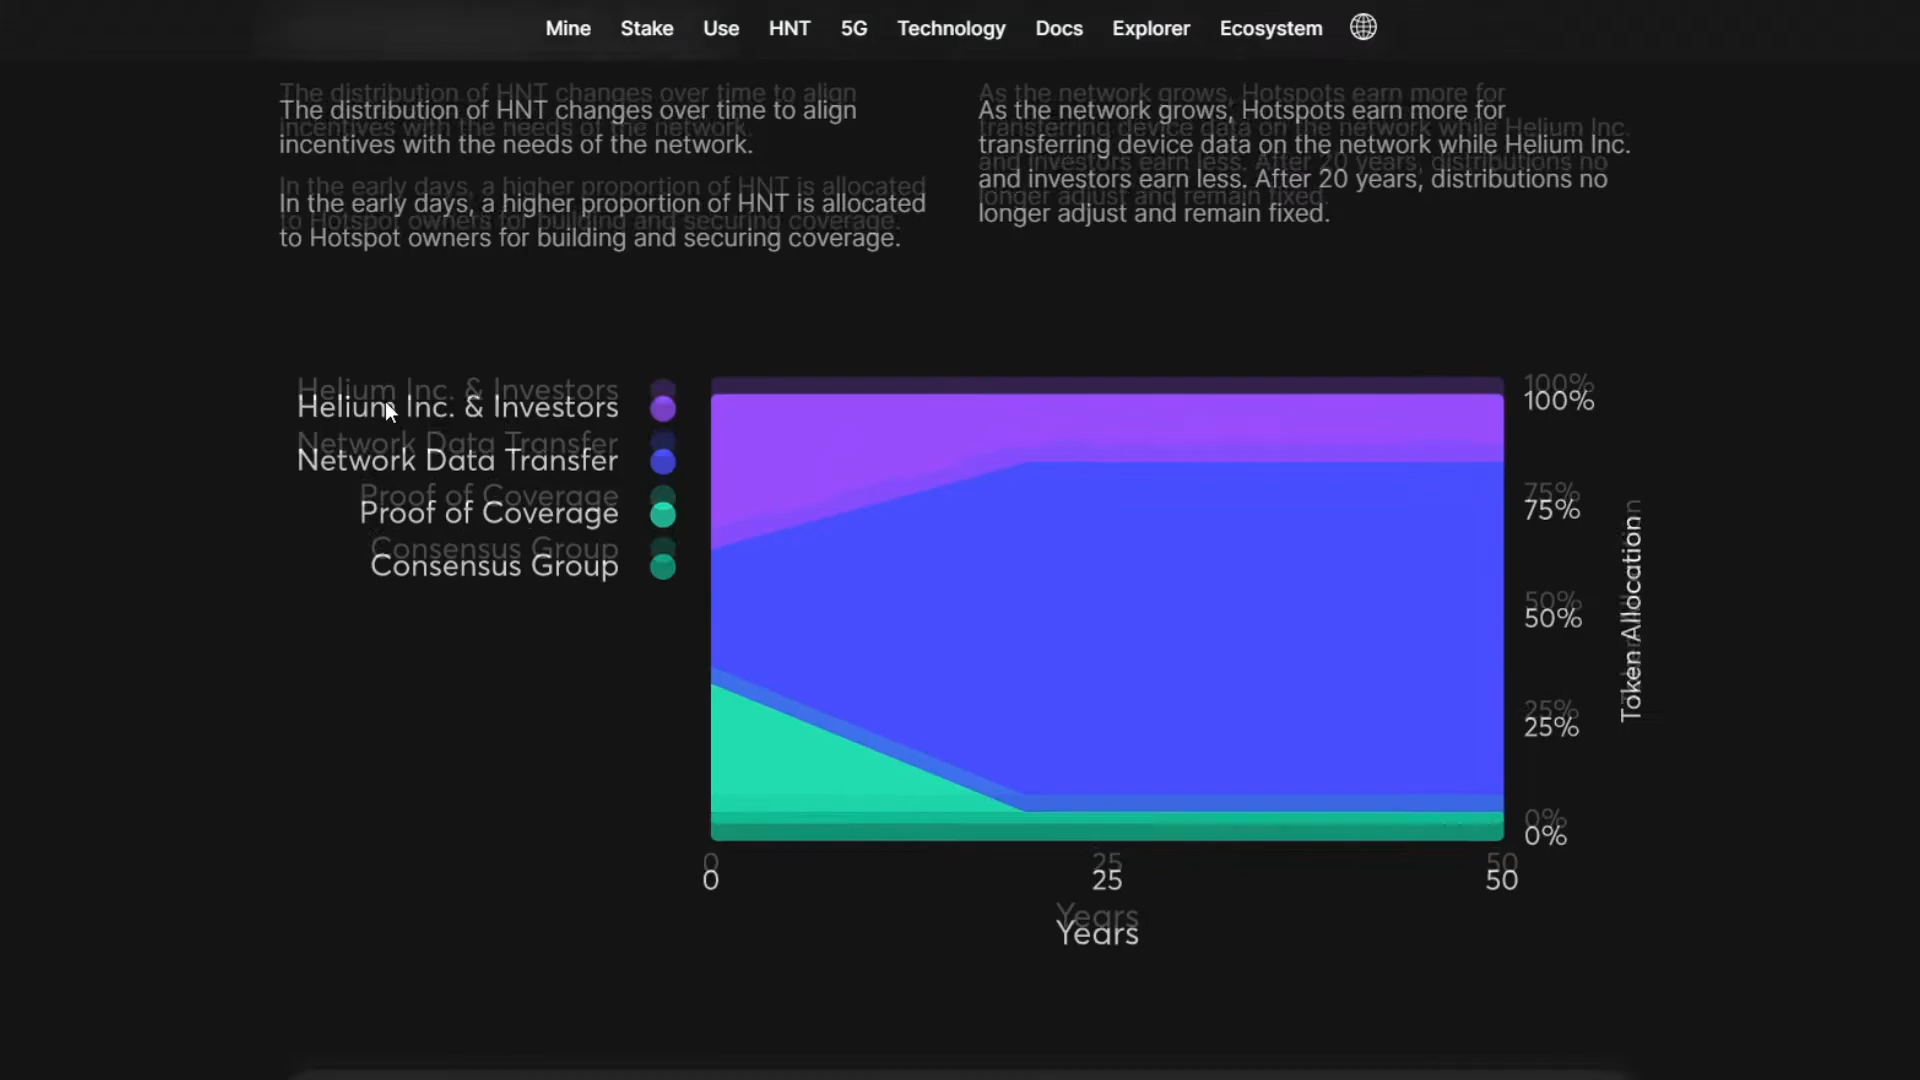 Mine Stake Use HNT 5G Technology Docs Explorer Ecosystem
The distribution of HNT changes over time to align
incentives with the needs of the network.
In the early days, a higher proportion of HNT is allocated
to Hotspot owners for building and securing coverage.
As the network grows, Hotspots earn more for
transferring device data on the network while Helium Inc.
and investors earn less. After 20 years, distributions no
longer adjust and remain fixed.
Helium Inc. & Investors
Network Data Transfer
Proof of Coverage
Consensus Group
100%
75%
50%
25%
0%
Token Allocation
0 25 50
Years